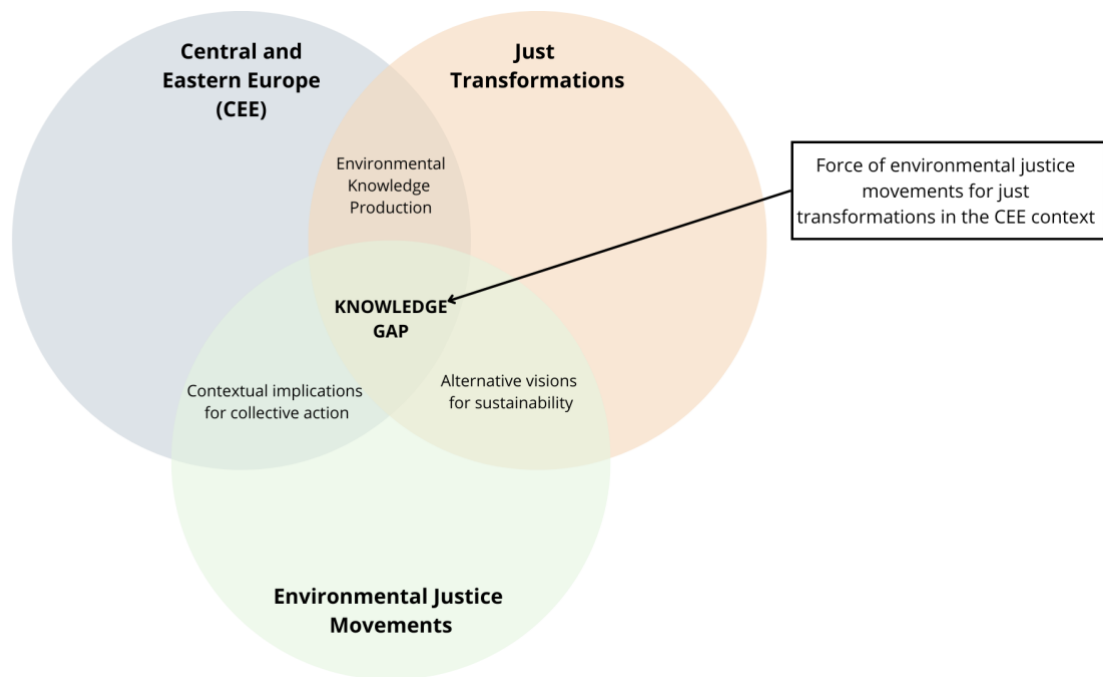 Central and
Eastern Europe
(CEE)
Just
Transformations
Environmental
Knowledge
Production
Force of environmental justice
movements for just
transformations in the CEE context
KNOWLEDGE
GAP
Contextual implications
for collective action
Alternative visions
for sustainability
Environmental Justice
Movements